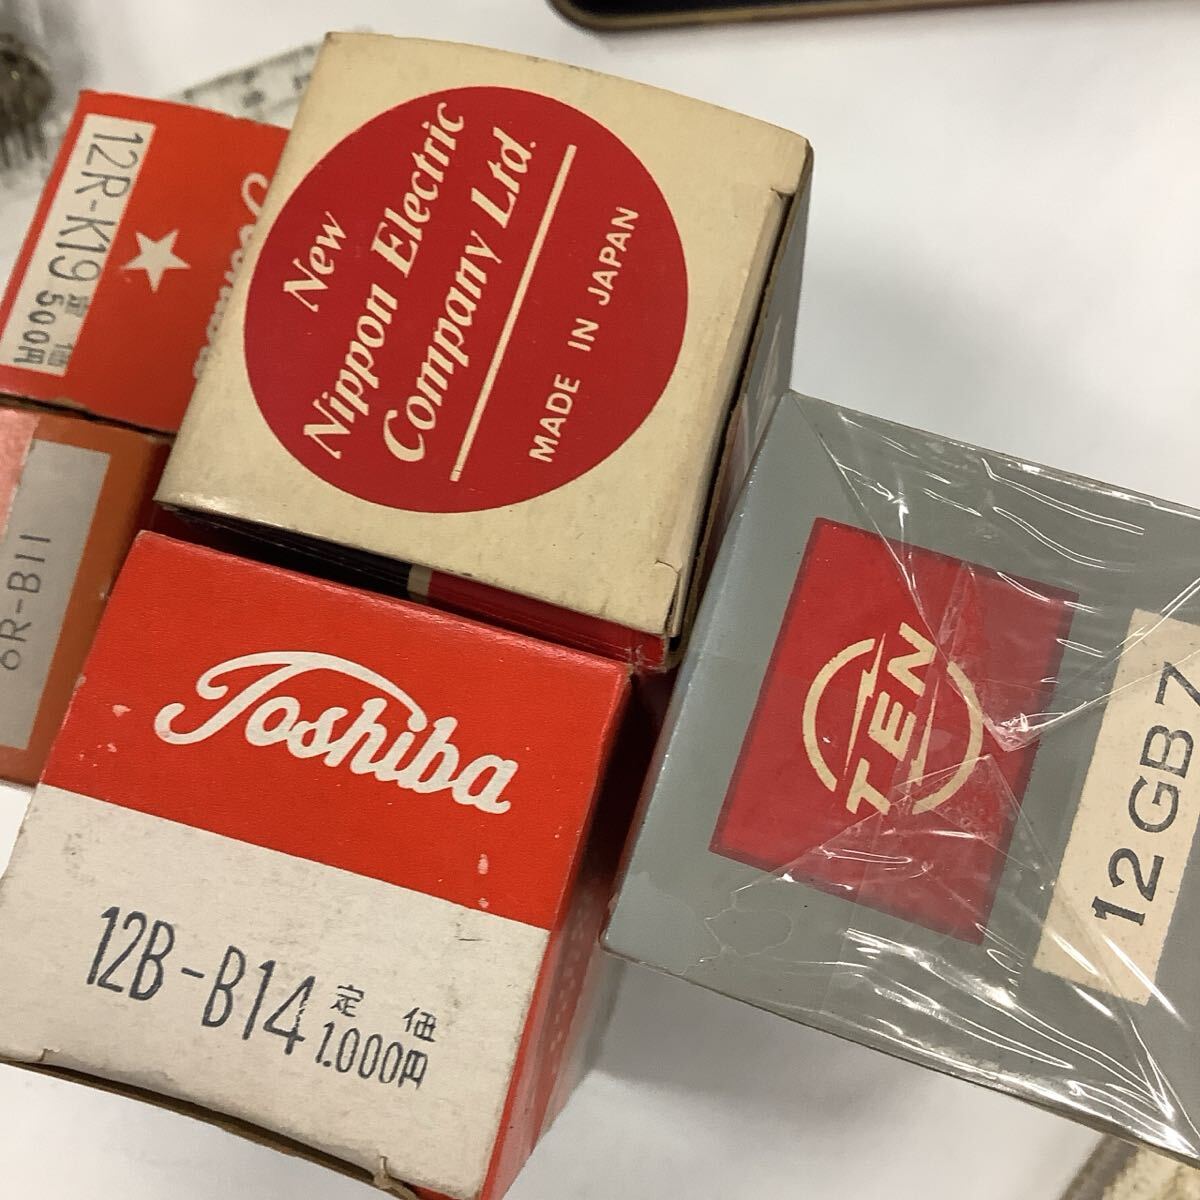 12R-K19
定価
500円
New
Nippon Electric
Company Ltd.
MADE IN JAPAN
6R-B11
Toshiba
12B-B14
定価
1.000円
TEN
12GB7